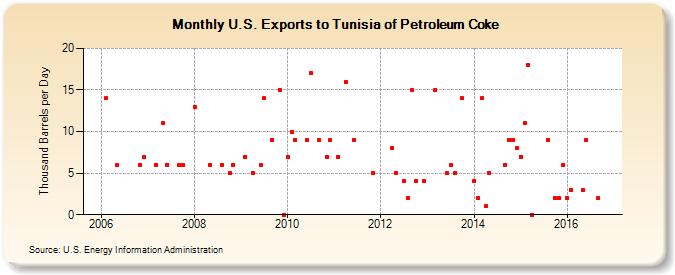 Monthly U.S. Exports to Tunisia of Petroleum Coke
Thousand Barrels per Day
20
15
10
5
0
2006 2008 2010 2012 2014 2016
Source: U.S. Energy Information Administration